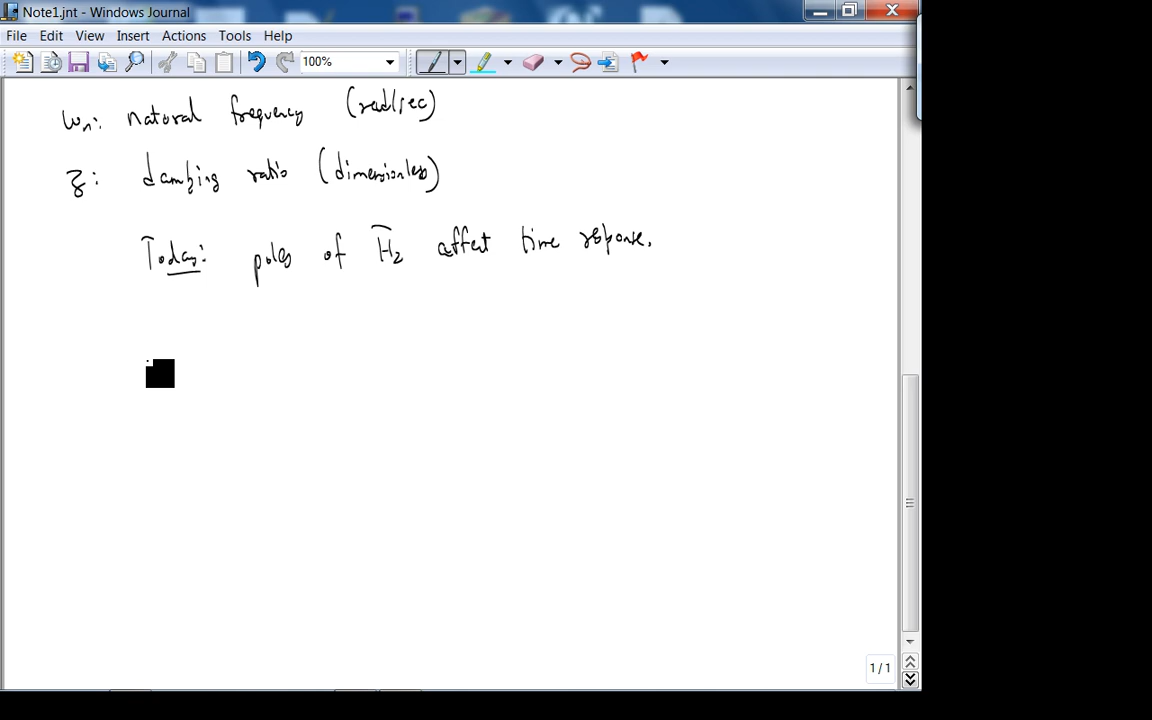 Note1.jnt - Windows Journal
File Edit View Insert Actions Tools Help
100%
ωn: natural frequency (rad/sec)
ξ: damping ratio (dimensionless)
Today: poles of H2 affect time response.
1 / 1